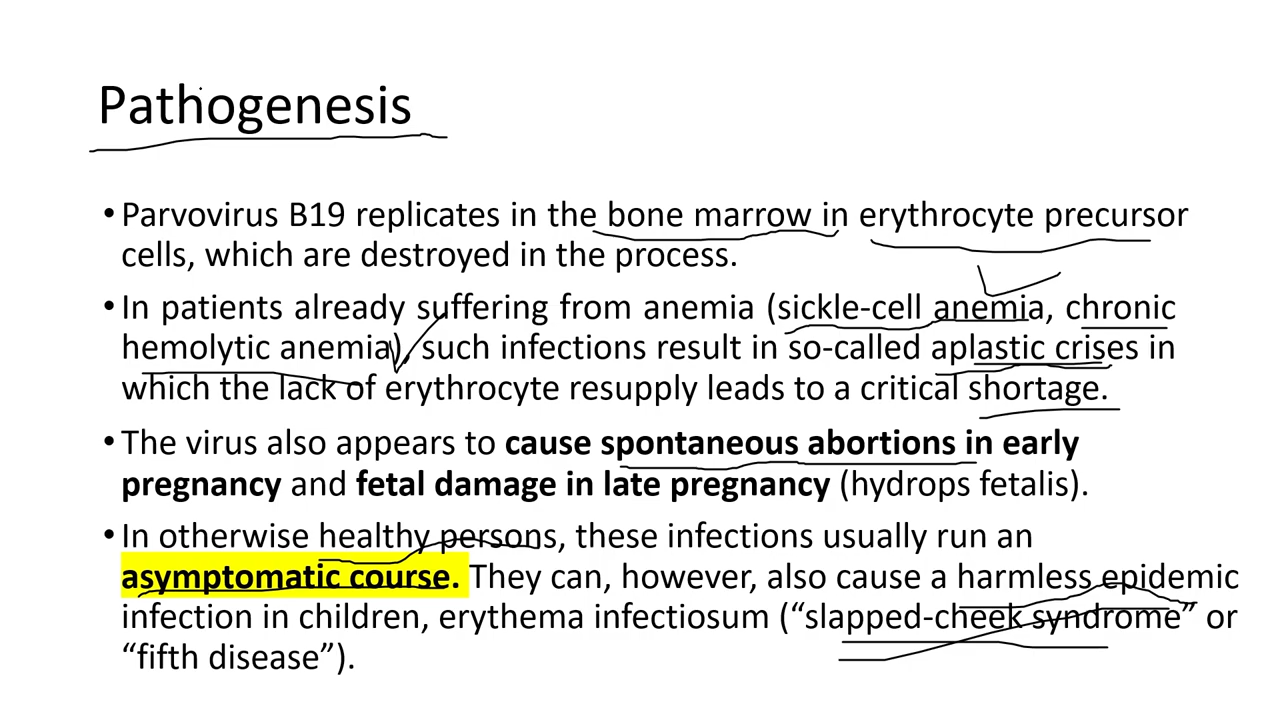 Pathogenesis
•Parvovirus B19 replicates in the bone marrow in erythrocyte precursor
cells, which are destroyed in the process.
•In patients already suffering from anemia (sickle-cell anemia, chronic
hemolytic anemia), such infections result in so-called aplastic crises in
which the lack of erythrocyte resupply leads to a critical shortage.
•The virus also appears to cause spontaneous abortions in early
pregnancy and fetal damage in late pregnancy (hydrops fetalis).
•In otherwise healthy persons, these infections usually run an
asymptomatic course. They can, however, also cause a harmless epidemic
infection in children, erythema infectiosum (“slapped-cheek syndrome” or
“fifth disease”).